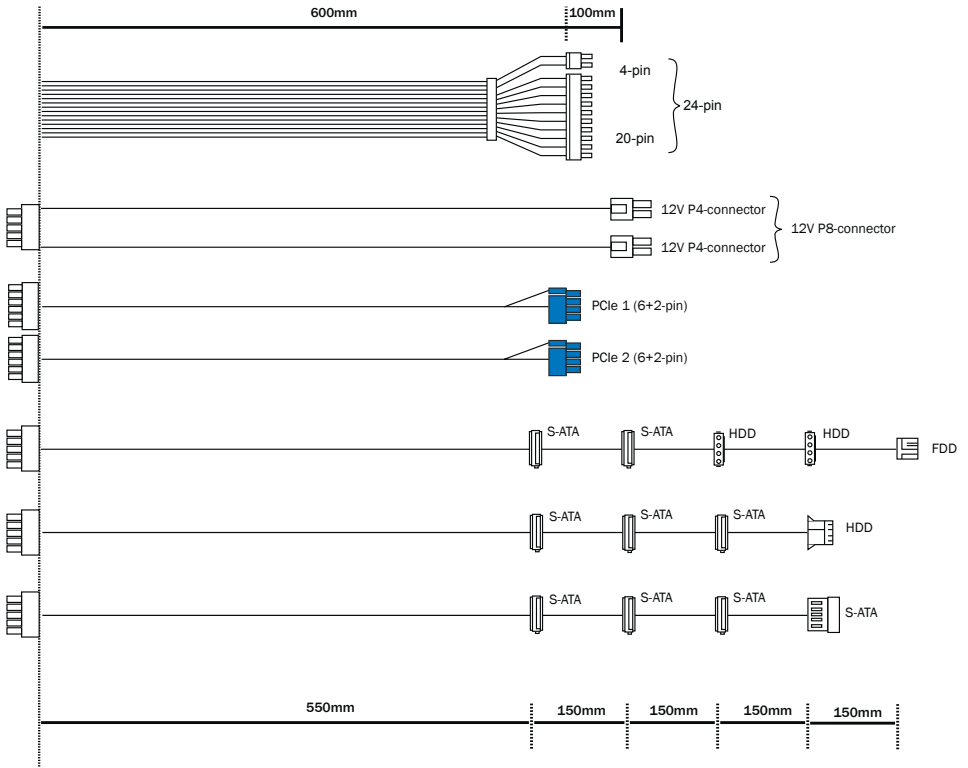 600mm
100mm
4-pin
24-pin
20-pin
12V P4-connector
12V P8-connector
12V P4-connector
PCIe 1 (6+2-pin)
PCIe 2 (6+2-pin)
S-ATA
S-ATA
HDD
HDD
FDD
S-ATA
S-ATA
S-ATA
HDD
S-ATA
S-ATA
S-ATA
S-ATA
550mm
150mm
150mm
150mm
150mm